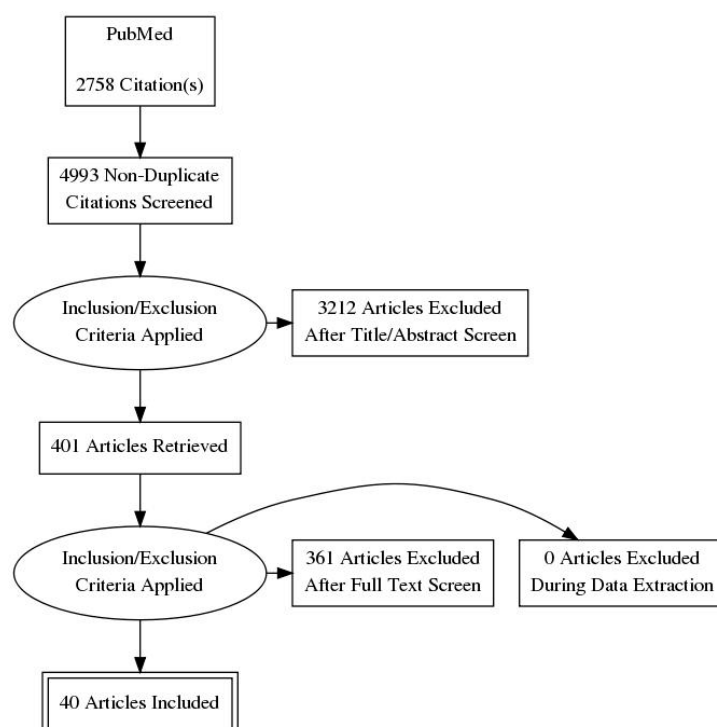 PubMed
2758 Citation(s)
4993 Non-Duplicate
Citations Screened
Inclusion/Exclusion
Criteria Applied
3212 Articles Excluded
After Title/Abstract Screen
401 Articles Retrieved
Inclusion/Exclusion
Criteria Applied
361 Articles Excluded
After Full Text Screen
0 Articles Excluded
During Data Extraction
40 Articles Included